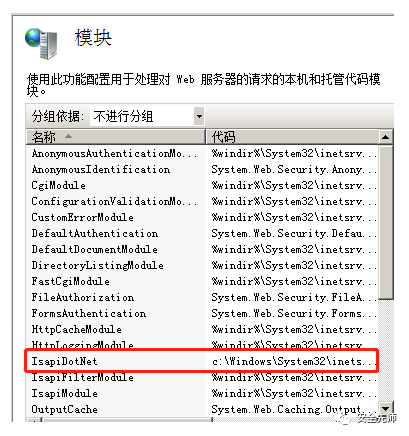 模块
使用此功能配置用于处理对 Web 服务器的请求的本机和托管代码模
块。
分组依据: 不进行分组
名称 代码
AnonymousAuthenticationMo... %windir%\System32\inetsrv...
AnonymousIdentification System.Web.Security.Anony...
CgiModule %windir%\System32\inetsrv...
ConfigurationValidationMo... %windir%\System32\inetsrv...
CustomErrorModule %windir%\System32\inetsrv...
DefaultAuthentication System.Web.Security.Defau...
DefaultDocumentModule %windir%\System32\inetsrv...
DirectoryListingModule %windir%\System32\inetsrv...
FastCgiModule %windir%\System32\inetsrv...
FileAuthorization System.Web.Security.FileA...
FormsAuthentication System.Web.Security.Forms...
HttpCacheModule %windir%\System32\inetsrv...
HttpLoggingModule %windir%\System32\inetsrv...
IsapiDotNet c:\Windows\System32\inets...
IsapiFilterModule %windir%\System32\inetsrv...
IsapiModule %windir%\System32\inetsrv...
OutputCache System.Web.Caching.Output...
安全先师